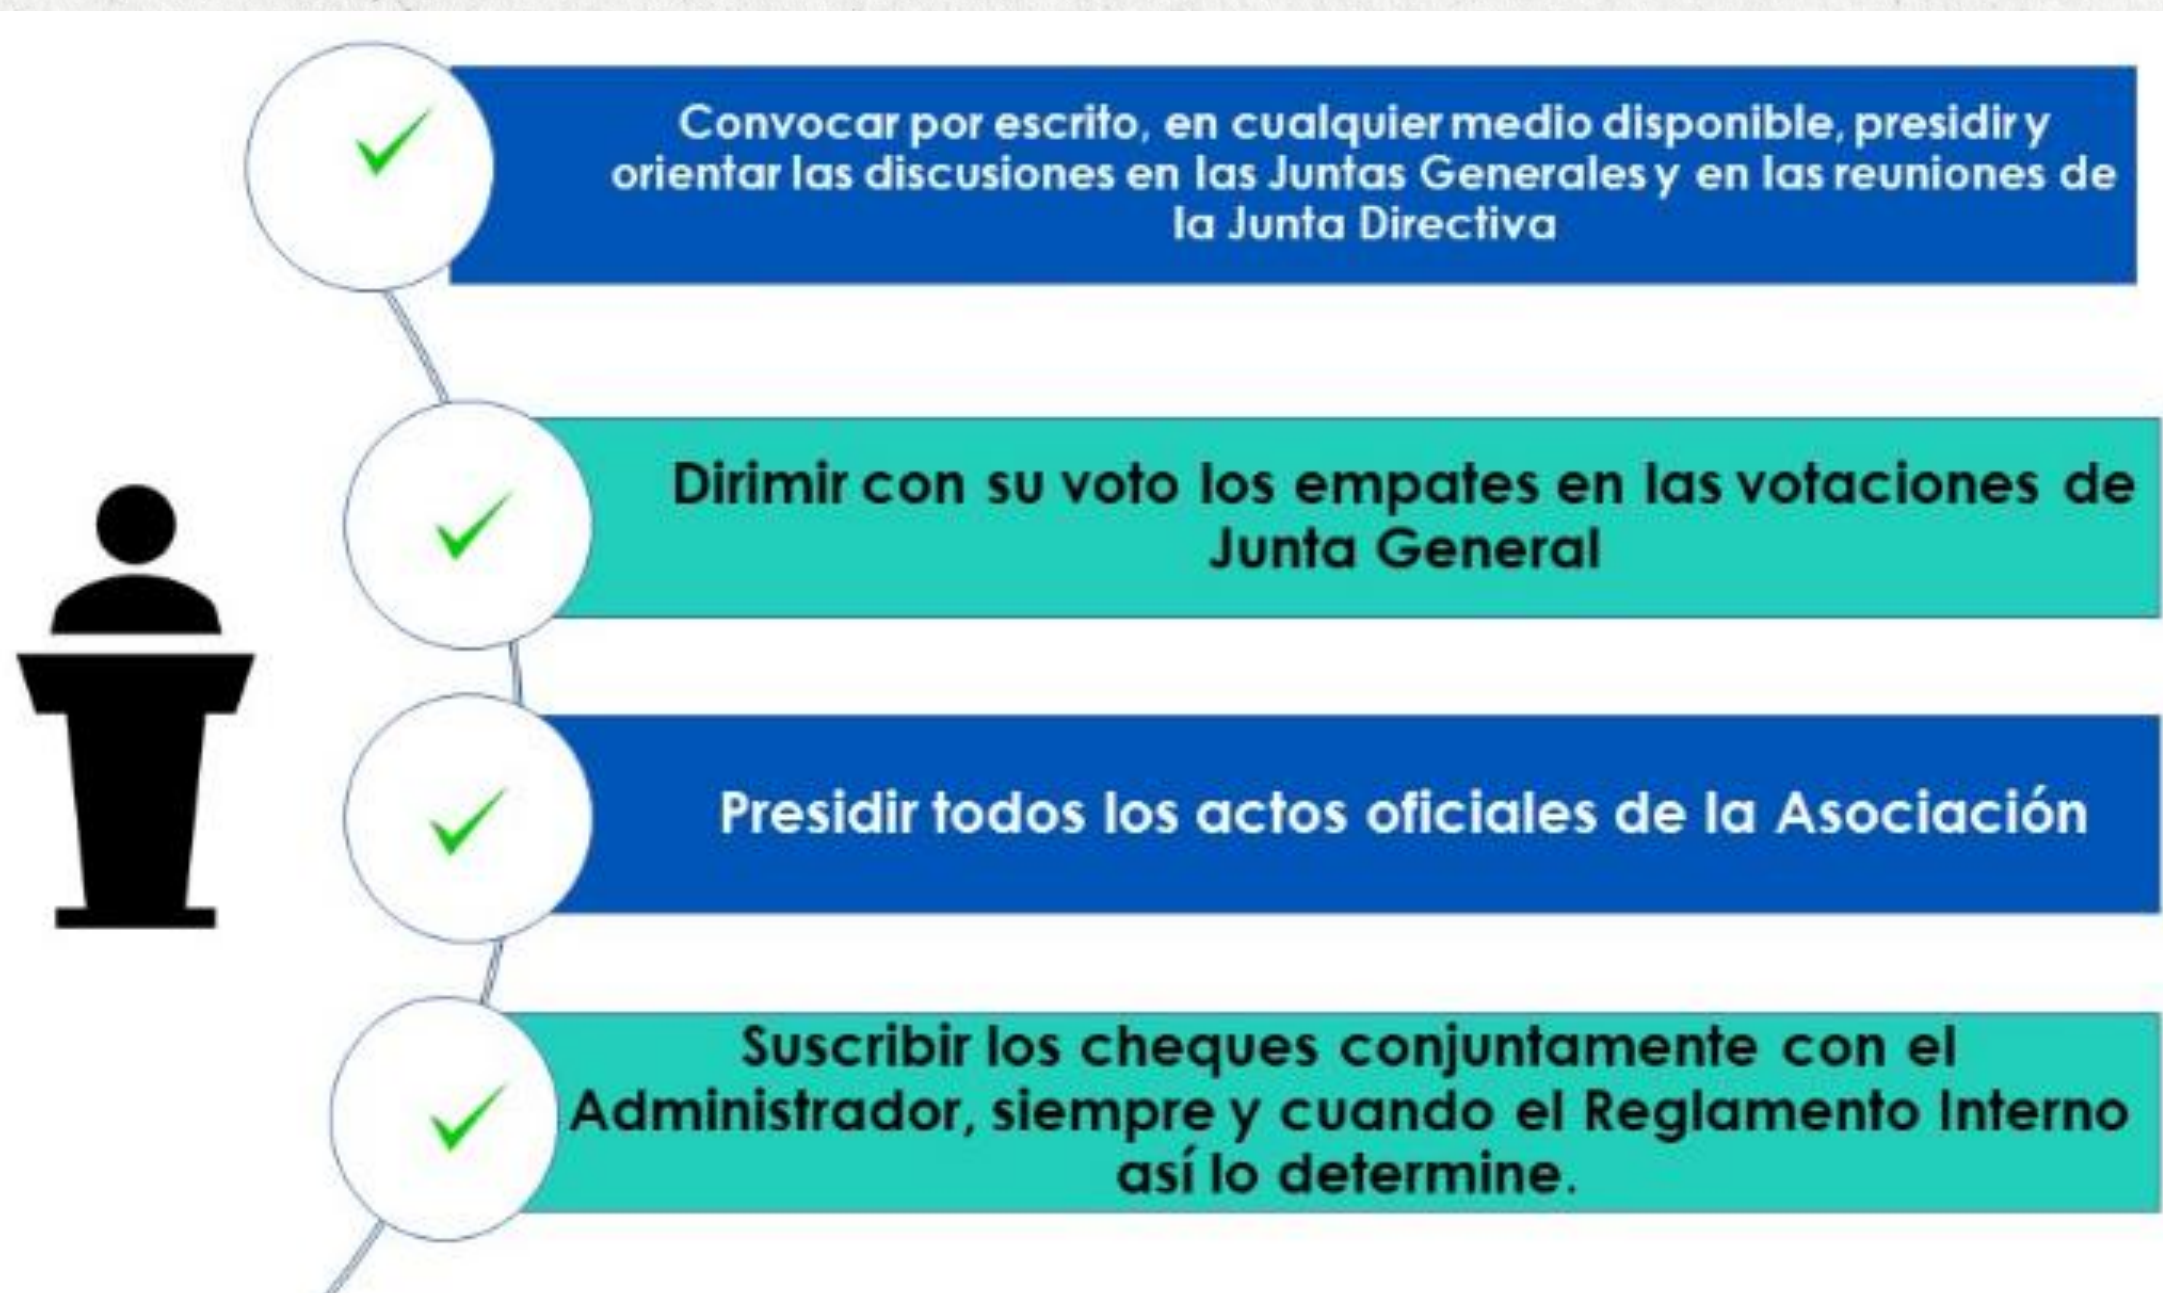 Convocar por escrito, en cualquier medio disponible, presidir y
orientar las discusiones en las Juntas Generales y en las reuniones de
la Junta Directiva
Dirimir con su voto los empates en las votaciones de
Junta General
Presidir todos los actos oficiales de la Asociación
Suscribir los cheques conjuntamente con el
Administrador, siempre y cuando el Reglamento Interno
así lo determine.